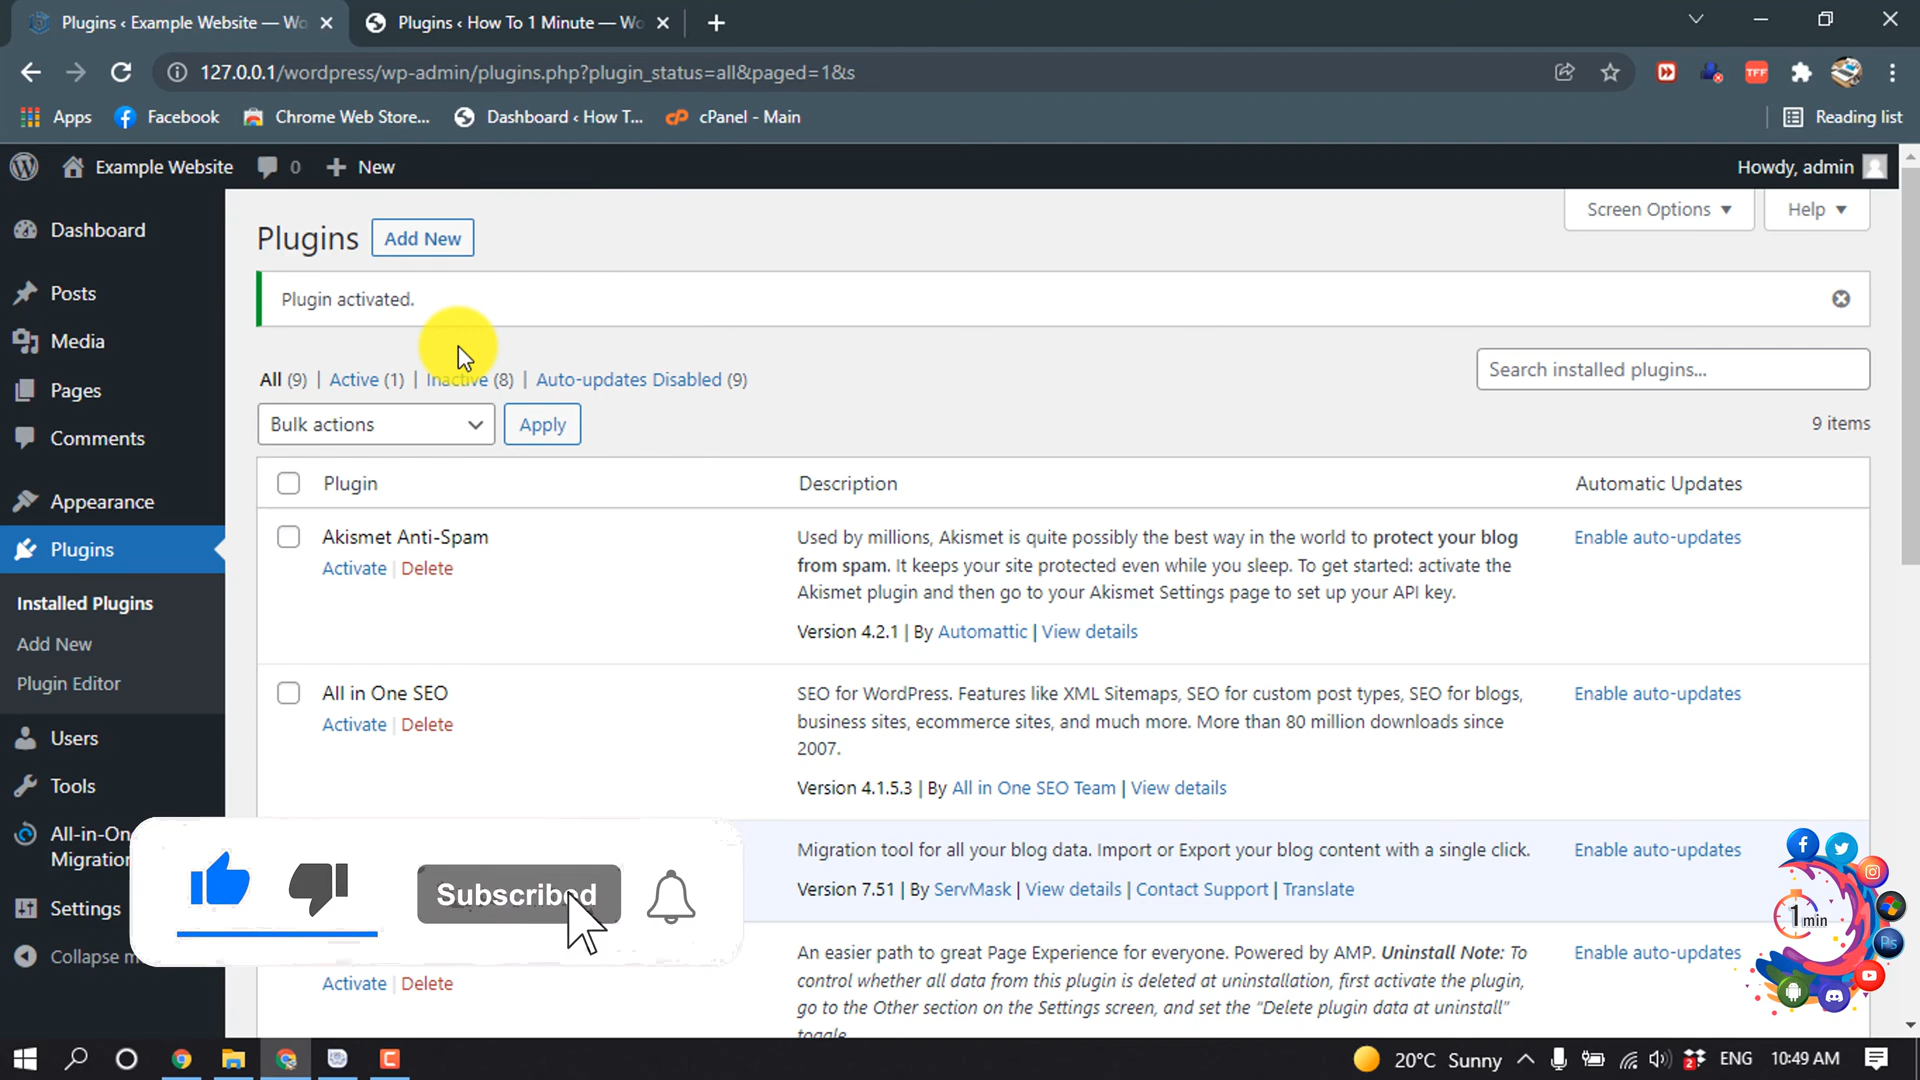 Plugins ‹ Example Website — Wo
Plugins ‹ How To 1 Minute — Wo
127.0.0.1/wordpress/wp-admin/plugins.php?plugin_status=all&paged=1&s
Apps
Facebook
Chrome Web Store...
Dashboard ‹ How T...
cPanel - Main
Reading list
Example Website
0
New
Howdy, admin
Dashboard
Posts
Media
Pages
Comments
Appearance
Plugins
Installed Plugins
Add New
Plugin Editor
Users
Tools
All-in-On
Migration
Settings
Collapse m
Screen Options
Help
Plugins
Add New
Plugin activated.
All (9) | Active (1) | Inactive (8) | Auto-updates Disabled (9)
Search installed plugins...
Bulk actions
Apply
9 items
Plugin
Description
Automatic Updates
Akismet Anti-Spam
Activate | Delete
Used by millions, Akismet is quite possibly the best way in the world to protect your blog
from spam. It keeps your site protected even while you sleep. To get started: activate the
Akismet plugin and then go to your Akismet Settings page to set up your API key.
Version 4.2.1 | By Automattic | View details
Enable auto-updates
All in One SEO
Activate | Delete
SEO for WordPress. Features like XML Sitemaps, SEO for custom post types, SEO for blogs,
business sites, ecommerce sites, and much more. More than 80 million downloads since
2007.
Version 4.1.5.3 | By All in One SEO Team | View details
Enable auto-updates
Migration tool for all your blog data. Import or Export your blog content with a single click.
Version 7.51 | By ServMask | View details | Contact Support | Translate
Enable auto-updates
Activate | Delete
An easier path to great Page Experience for everyone. Powered by AMP. Uninstall Note: To
control whether all data from this plugin is deleted at uninstallation, first activate the plugin,
go to the Other section on the Settings screen, and set the "Delete plugin data at uninstall"
toggle
Enable auto-updates
Subscribed
1 min
Ps
TFF
20°C Sunny
2
ENG
10:49 AM